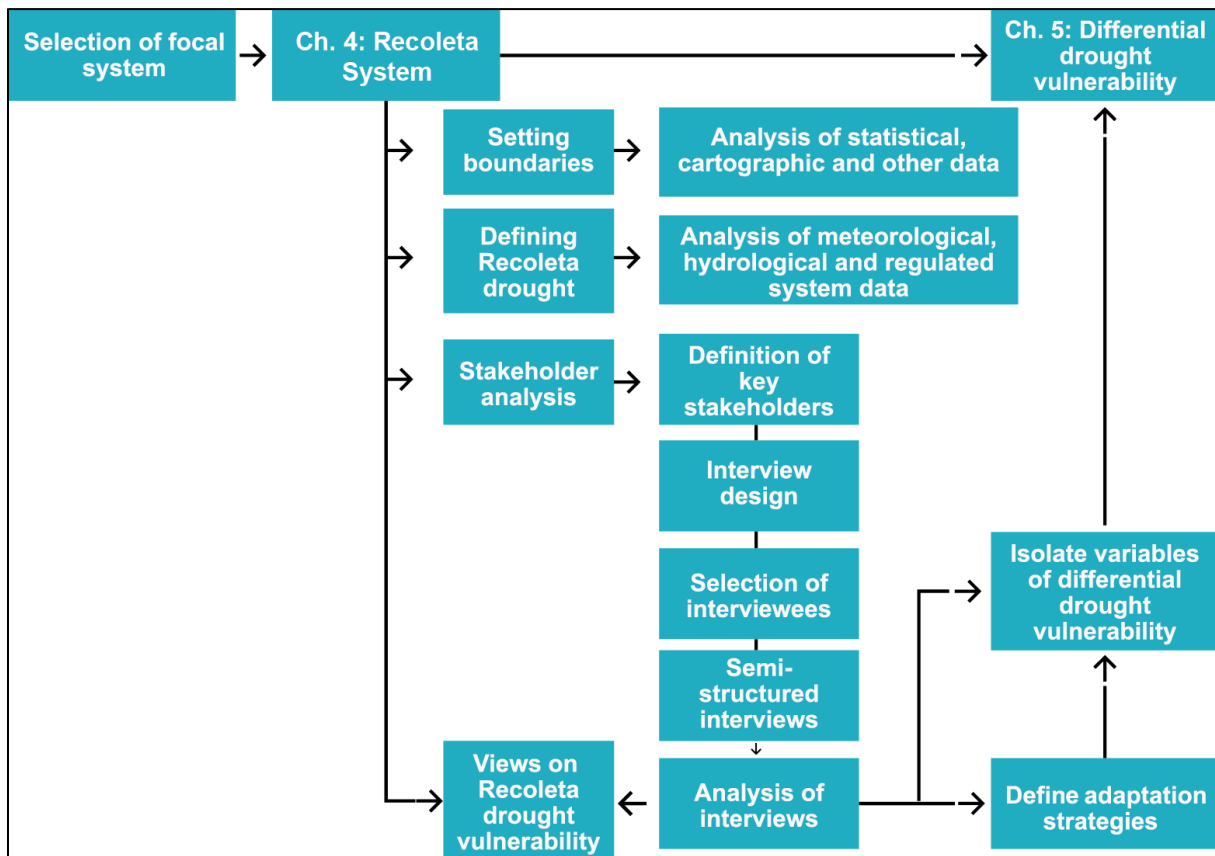 Selection of focal
system
Ch. 4: Recoleta
System
Ch. 5: Differential
drought
vulnerability
Setting
boundaries
Analysis of statistical,
cartographic and other data
Defining
Recoleta
drought
Analysis of meteorological,
hydrological and regulated
system data
Stakeholder
analysis
Definition of
key
stakeholders
Interview
design
Selection of
interviewees
Isolate variables
of differential
drought
vulnerability
Semi-
structured
interviews
Views on
Recoleta
drought
vulnerability
Analysis of
interviews
Define adaptation
strategies